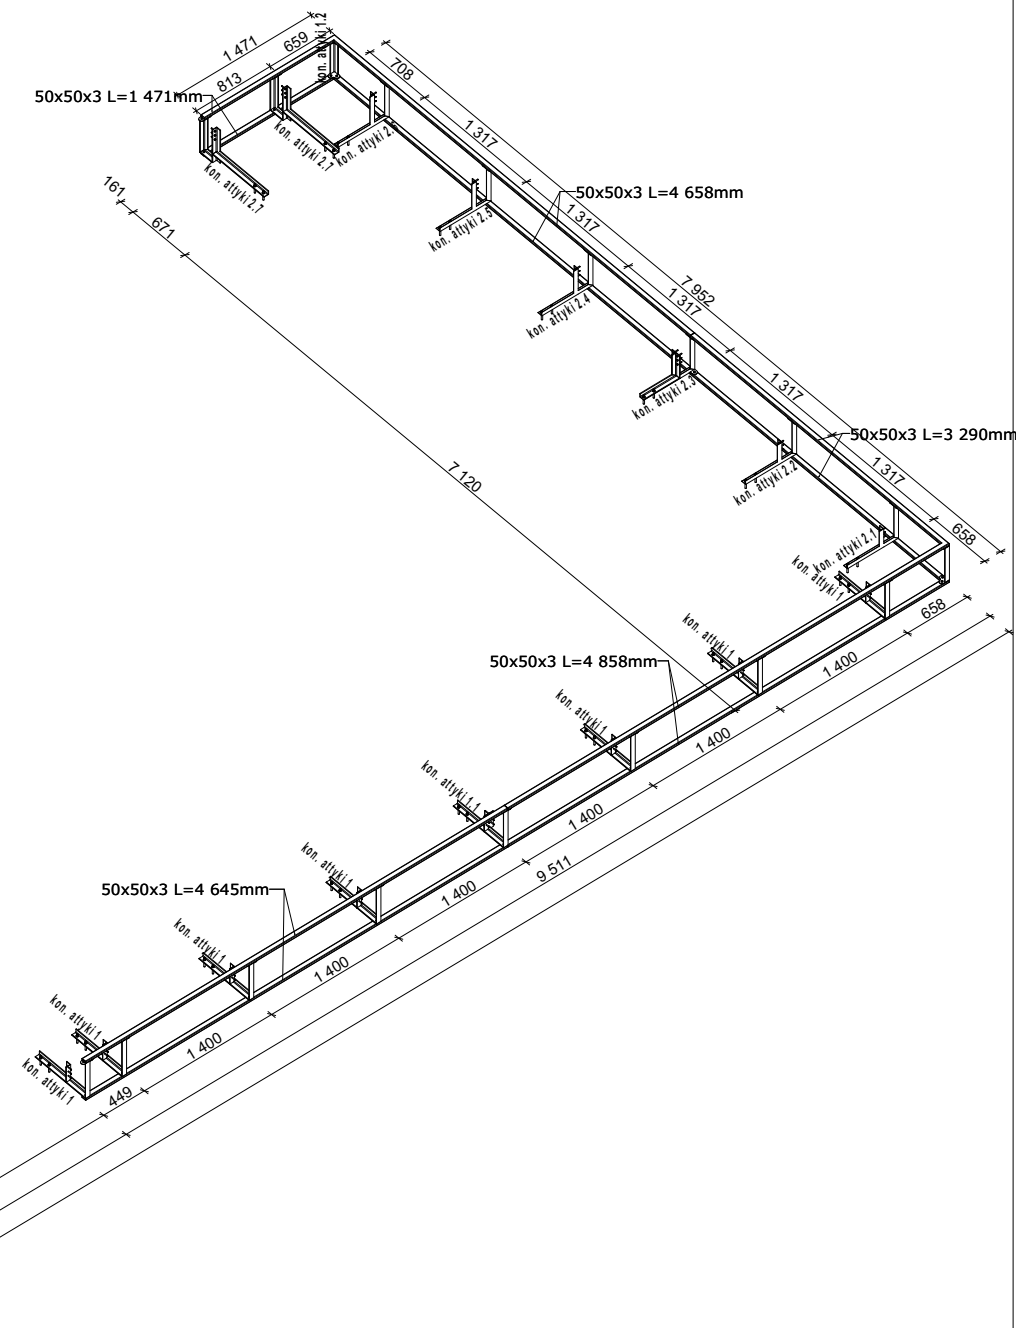 1 471
659
kon. attyki 1.2
813
708
50x50x3 L=1 471mm
kon. attyki 2.7
kon. attyki 2.7
1 317
161
671
50x50x3 L=4 658mm
kon. attyki 2.5
1 317
kon. attyki 2.4
7 952
1 317
kon. attyki 2.3
1 317
50x50x3 L=3 290mm
7 120
kon. attyki 2.2
1 317
658
kon. attyki 2.1
kon. attyki 1
658
kon. attyki 1
50x50x3 L=4 858mm
1 400
kon. attyki 1
1 400
kon. attyki 1.1
1 400
9 511
kon. attyki 1
50x50x3 L=4 645mm
1 400
kon. attyki 1
1 400
kon. attyki 1
1 400
kon. attyki 1
449